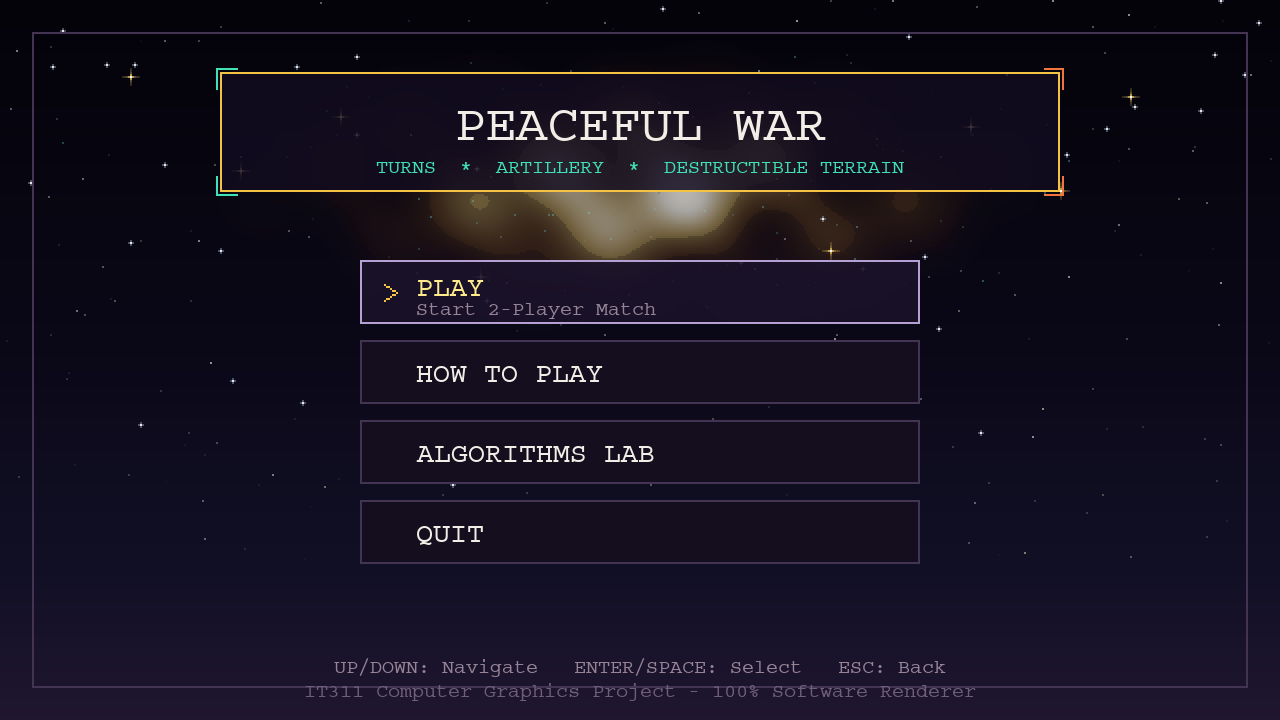 PEACEFUL WAR
TURNS * ARTILLERY * DESTRUCTIBLE TERRAIN
> PLAY
Start 2-Player Match
HOW TO PLAY
ALGORITHMS LAB
QUIT
UP/DOWN: Navigate ENTER/SPACE: Select ESC: Back
IT311 Computer Graphics Project - 100% Software Renderer